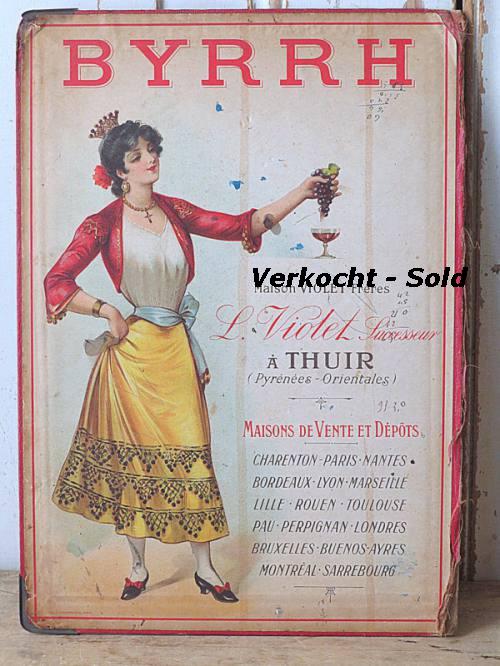 BYRRH
Verkocht - Sold
Maison VIOLET Frères
L. Violet Successeur
À THUIR
(Pyrénées-Orientales)
MAISONS DE VENTE ET DÉPÔTS
CHARENTON-PARIS-NANTES
BORDEAUX-LYON-MARSEILLE
LILLE-ROUEN-TOULOUSE
PAU-PERPIGNAN-LONDRES
BRUXELLES-BUENOS-AYRES
MONTRÉAL-SARREBOURG